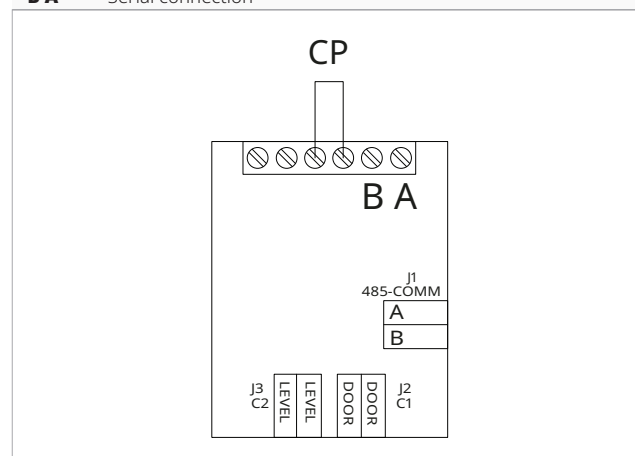 Serial connection
CP
B A
J1
485-COMM
A
B
J3
C2
LEVEL
LEVEL
DOOR
DOOR
J2
C1